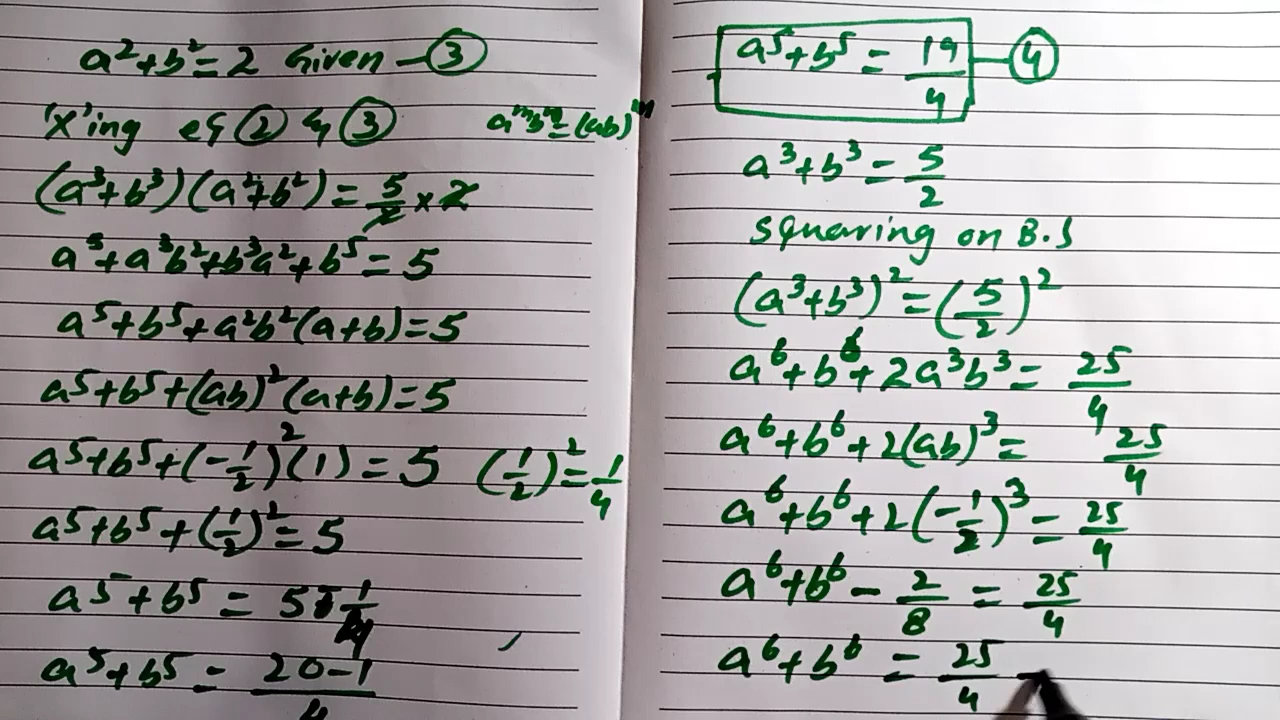 a²+b²=2 Given —③
'x'ing eq ② & ③ aᵐbᵐ=(ab)ᵐ
(a³+b³)(a²+b²)=5/2×2
a⁵+a³b²+b³a²+b⁵=5
a⁵+b⁵+a²b²(a+b)=5
a⁵+b⁵+(ab)²(a+b)=5
a⁵+b⁵+(-1/2)²(1)=5 (1/2)²=1/4
a⁵+b⁵+(1/2)²=5
a⁵+b⁵=5-1/4
a⁵+b⁵=20-1/4
a⁵+b⁵=19/4 —④
a³+b³=5/2
Squaring on B.S
(a³+b³)²=(5/2)²
a⁶+b⁶+2a³b³=25/4
a⁶+b⁶+2(ab)³=25/4
a⁶+b⁶+2(-1/2)³=25/4
a⁶+b⁶-2/8=25/4
a⁶+b⁶=25/4